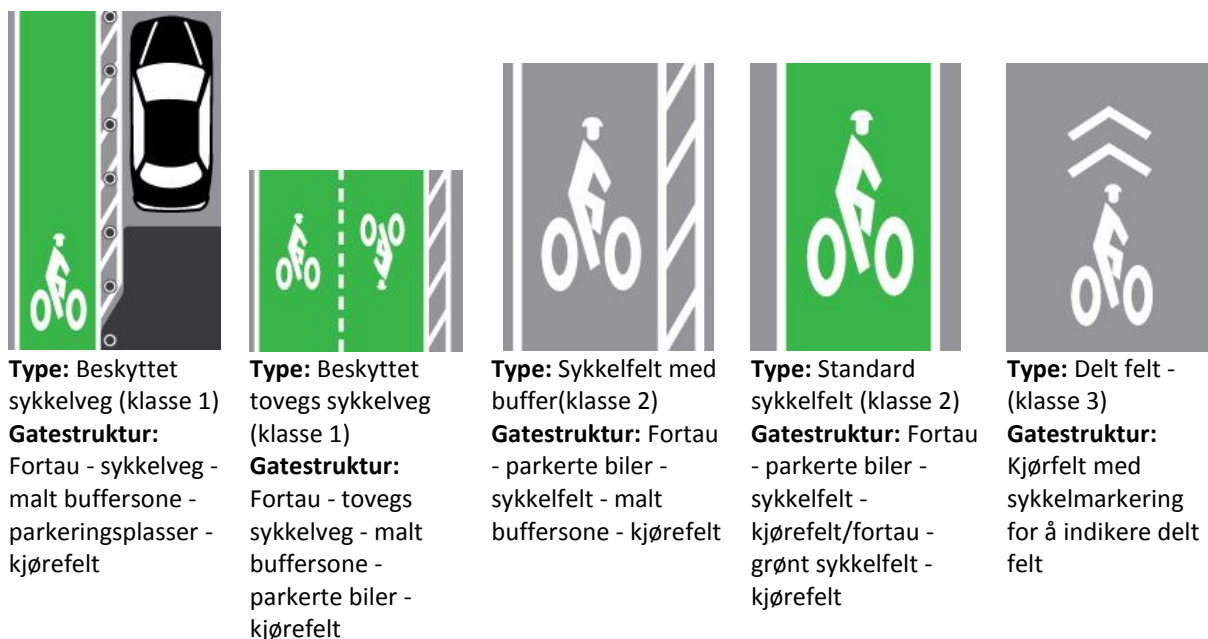 Type: Beskyttet
sykkelveg (klasse 1)
Gatestruktur:
Fortau - sykkelveg -
malt buffersone -
parkeringsplasser -
kjørefelt
Type: Beskyttet
tovegs sykkelveg
(klasse 1)
Gatestruktur:
Fortau - tovegs
sykkelveg - malt
buffersone -
parkerte biler -
kjørefelt
Type: Sykkelfelt med
buffer(klasse 2)
Gatestruktur: Fortau
- parkerte biler -
sykkelfelt - malt
buffersone - kjørefelt
Type: Standard
sykkelfelt (klasse 2)
Gatestruktur: Fortau
- parkerte biler -
sykkelfelt -
kjørefelt/fortau -
grønt sykkelfelt -
kjørefelt
Type: Delt felt -
(klasse 3)
Gatestruktur:
Kjørfelt med
sykkelmarkering
for å indikere delt
felt